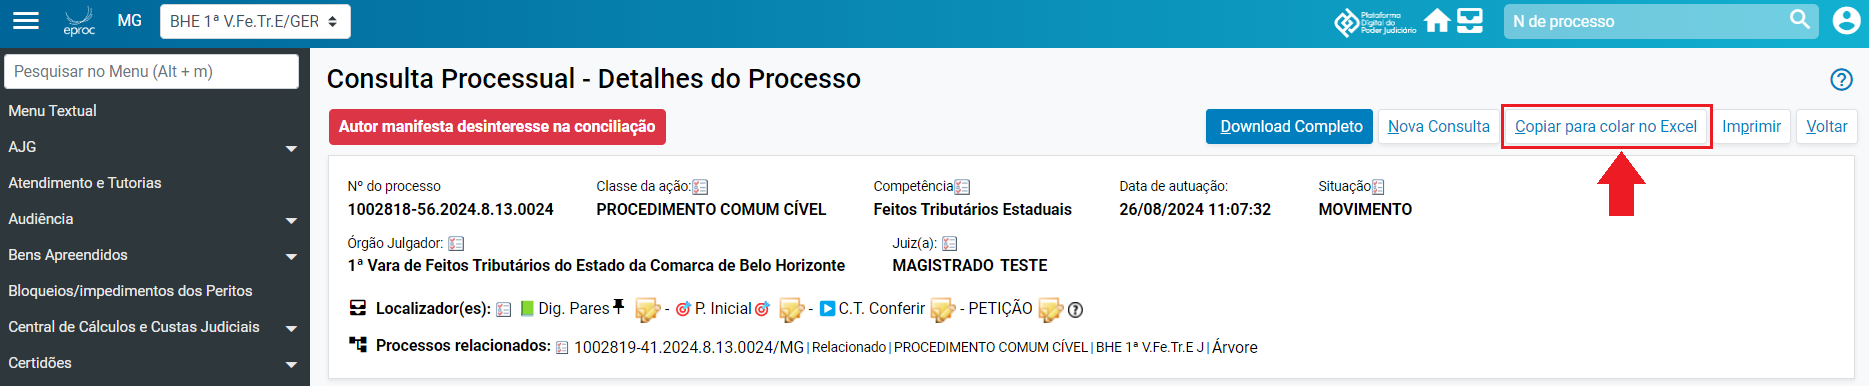 eproc
MG
BHE 1ª V.Fe.Tr.E/GER
Plataforma
Digital do
Poder Judiciário
N de processo
Pesquisar no Menu (Alt + m)
Menu Textual
AJG
Atendimento e Tutorias
Audiência
Bens Apreendidos
Bloqueios/impedimentos dos Peritos
Central de Cálculos e Custas Judiciais
Certidões
Consulta Processual - Detalhes do Processo
Autor manifesta desinteresse na conciliação
Download Completo
Nova Consulta
Copiar para colar no Excel
Imprimir
Voltar
Nº do processo
1002818-56.2024.8.13.0024
Classe da ação:
PROCEDIMENTO COMUM CÍVEL
Competência
Feitos Tributários Estaduais
Data de autuação:
26/08/2024 11:07:32
Situação
MOVIMENTO
Órgão Julgador:
1ª Vara de Feitos Tributários do Estado da Comarca de Belo Horizonte
Juiz(a):
MAGISTRADO TESTE
Localizador(es): Dig. Pares - P. Inicial - C.T. Conferir - PETIÇÃO
Processos relacionados: 1002819-41.2024.8.13.0024/MG | Relacionado | PROCEDIMENTO COMUM CÍVEL | BHE 1ª V.Fe.Tr.E J | Árvore